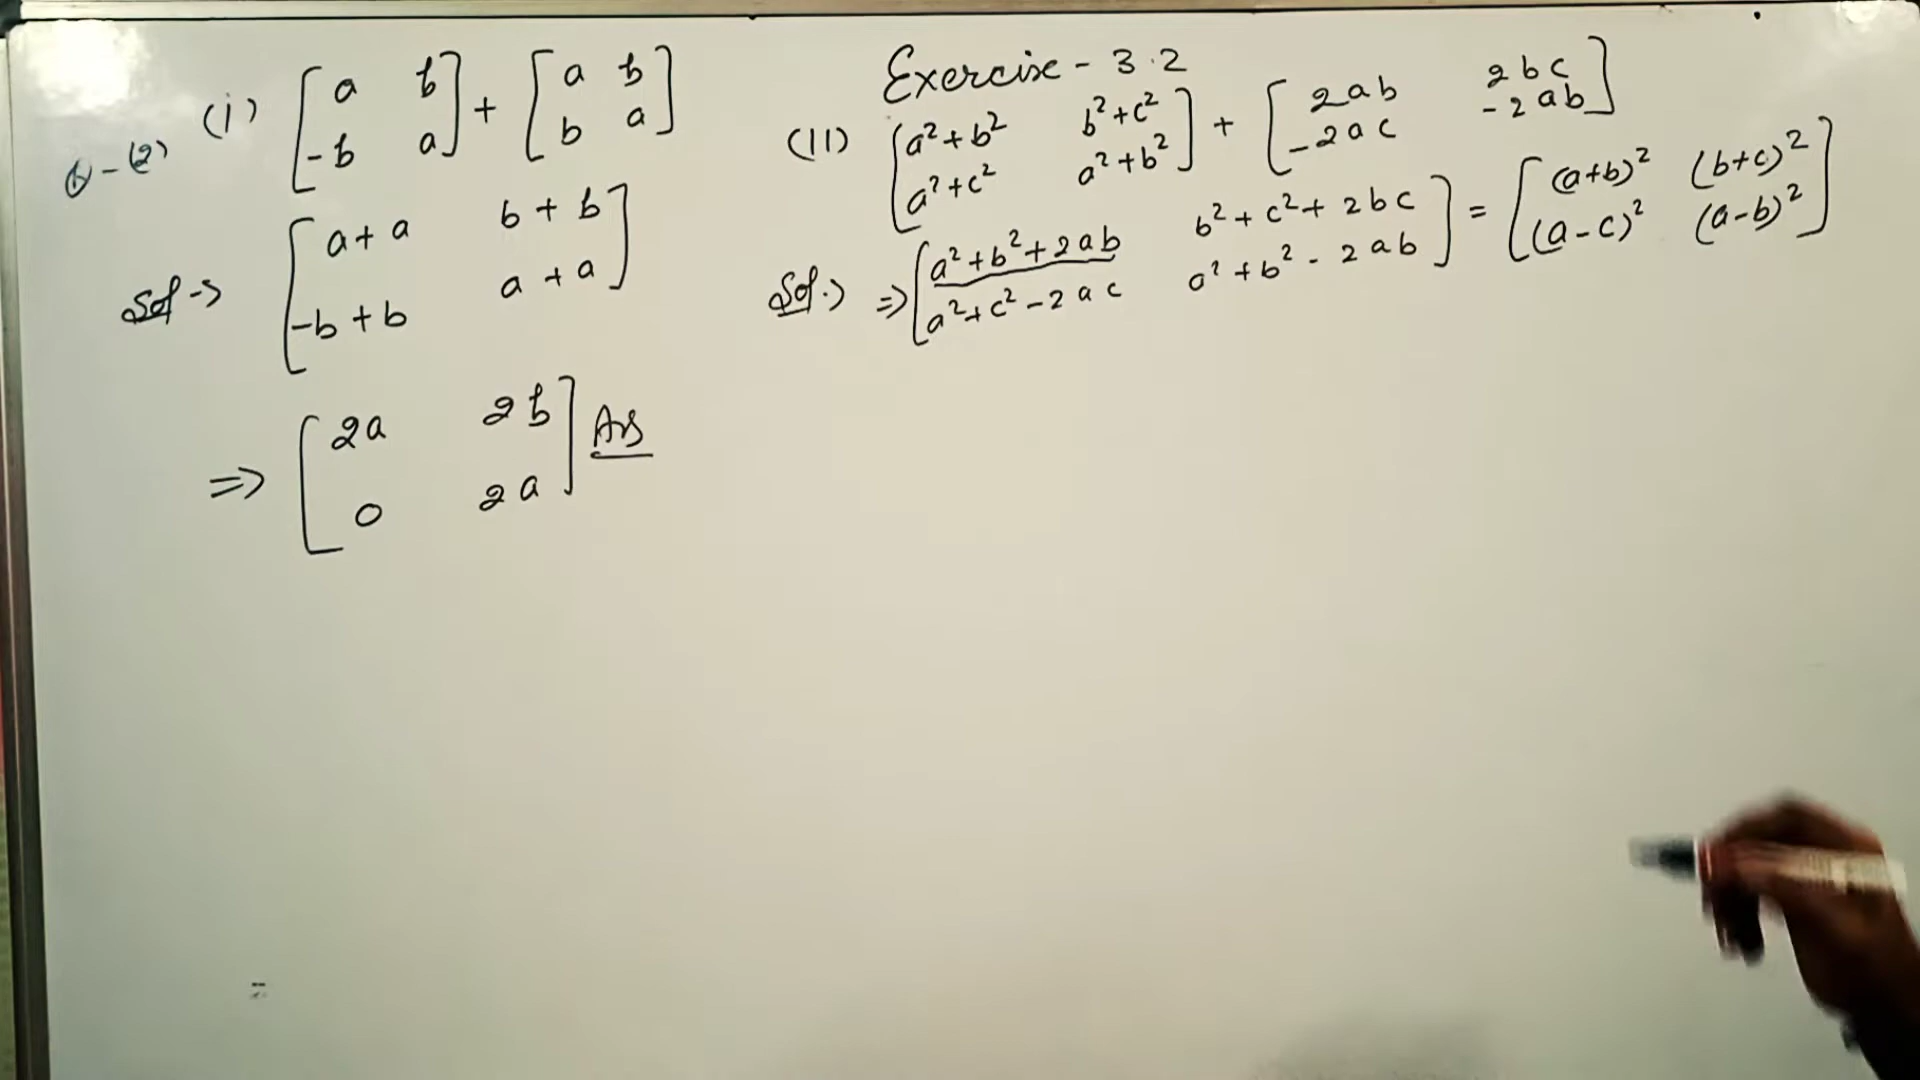 Exercise - 3.2
Q-(2) (i) [a b] + [a b]
[-b a] [b a]
Sol -> [a+a b+b]
[-b+b a+a]
=> [2a 2b] Ans
[0 2a]
(II) [a²+b² b²+c²] + [2ab 2bc]
[a²+c² a²+b²] [-2ac -2ab]
Sol.> => [a²+b²+2ab b²+c²+2bc] = [(a+b)² (b+c)²]
[a²+c²-2ac a²+b²-2ab] [(a-c)² (a-b)²]